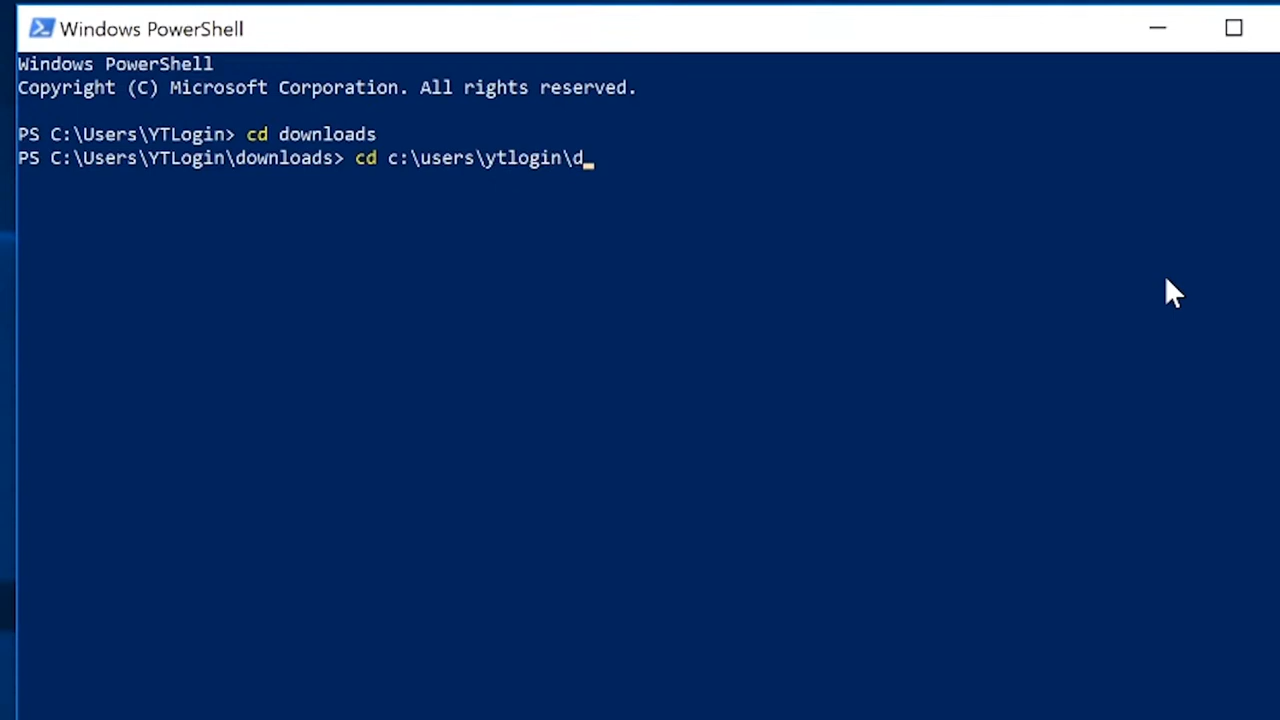 Windows PowerShell
Windows PowerShell
Copyright (C) Microsoft Corporation. All rights reserved.
PS C:\Users\YTLogin> cd downloads
PS C:\Users\YTLogin\downloads> cd c:\users\ytlogin\d_